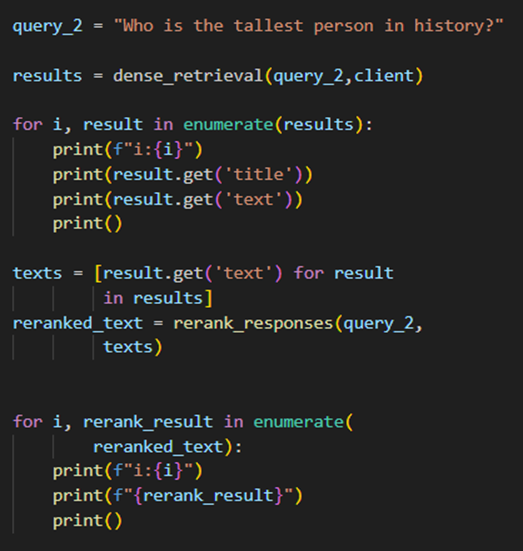 query_2 = "Who is the tallest person in history?"
results = dense_retrieval(query_2,client)
for i, result in enumerate(results):
    print(f"i:{i}")
    print(result.get('title'))
    print(result.get('text'))
    print()
texts = [result.get('text') for result
        in results]
reranked_text = rerank_responses(query_2,
        texts)
for i, rerank_result in enumerate(
        reranked_text):
    print(f"i:{i}")
    print(f"{rerank_result}")
    print()